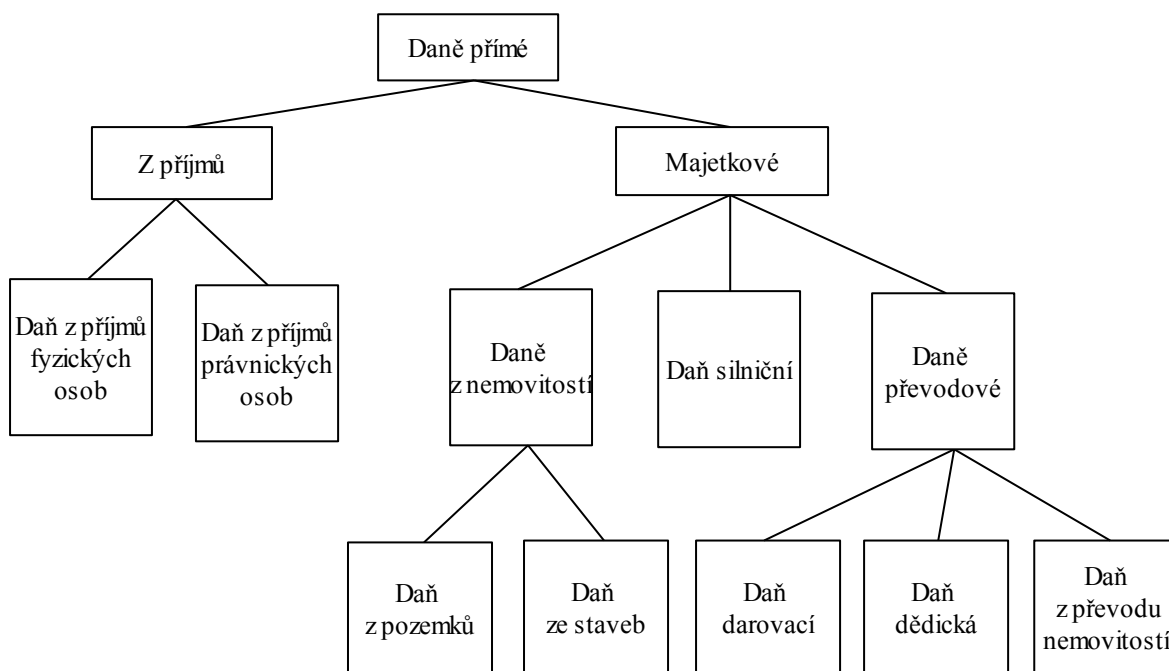 Daně přímé
Z příjmů
Majetkové
Daň z příjmů
fyzických
osob
Daň z příjmů
právnických
osob
Daně
z nemovitostí
Daň silniční
Daně
převodové
Daň
z pozemků
Daň
ze staveb
Daň
darovací
Daň
dědická
Daň
z převodu
nemovitostí